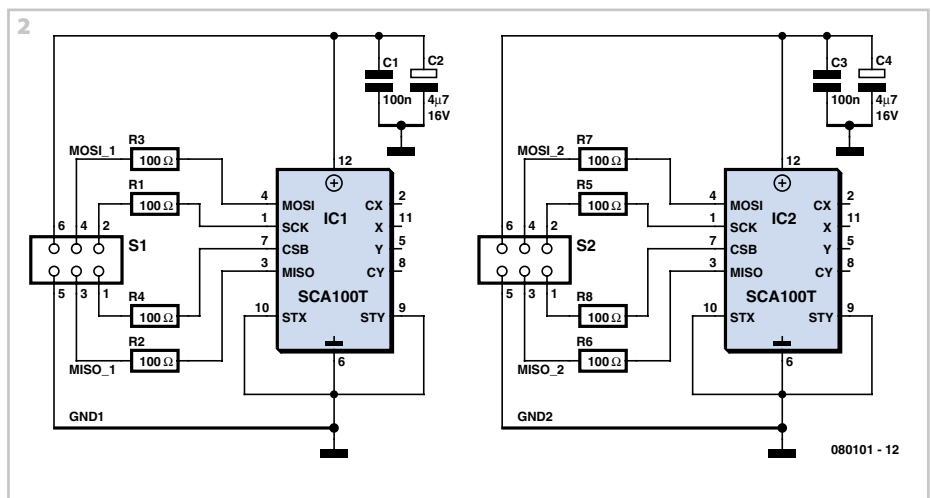 2
C1
100n
C2
4µ7
16V
12
R3
MOSI_1
100 Ω
R1
100 Ω
4
1
7
3
10
MOSI
SCK
CSB
MISO
STX
IC1
SCA100T
CX
X
Y
CY
STY
2
11
5
8
9
6
6 4 2
S1
5 3 1
R4
100 Ω
R2
100 Ω
MISO_1
GND1
C3
100n
C4
4µ7
16V
12
R7
MOSI_2
100 Ω
R5
100 Ω
4
1
7
3
10
MOSI
SCK
CSB
MISO
STX
IC2
SCA100T
CX
X
Y
CY
STY
2
11
5
8
9
6
6 4 2
S2
5 3 1
R8
100 Ω
R6
100 Ω
MISO_2
GND2
080101 - 12